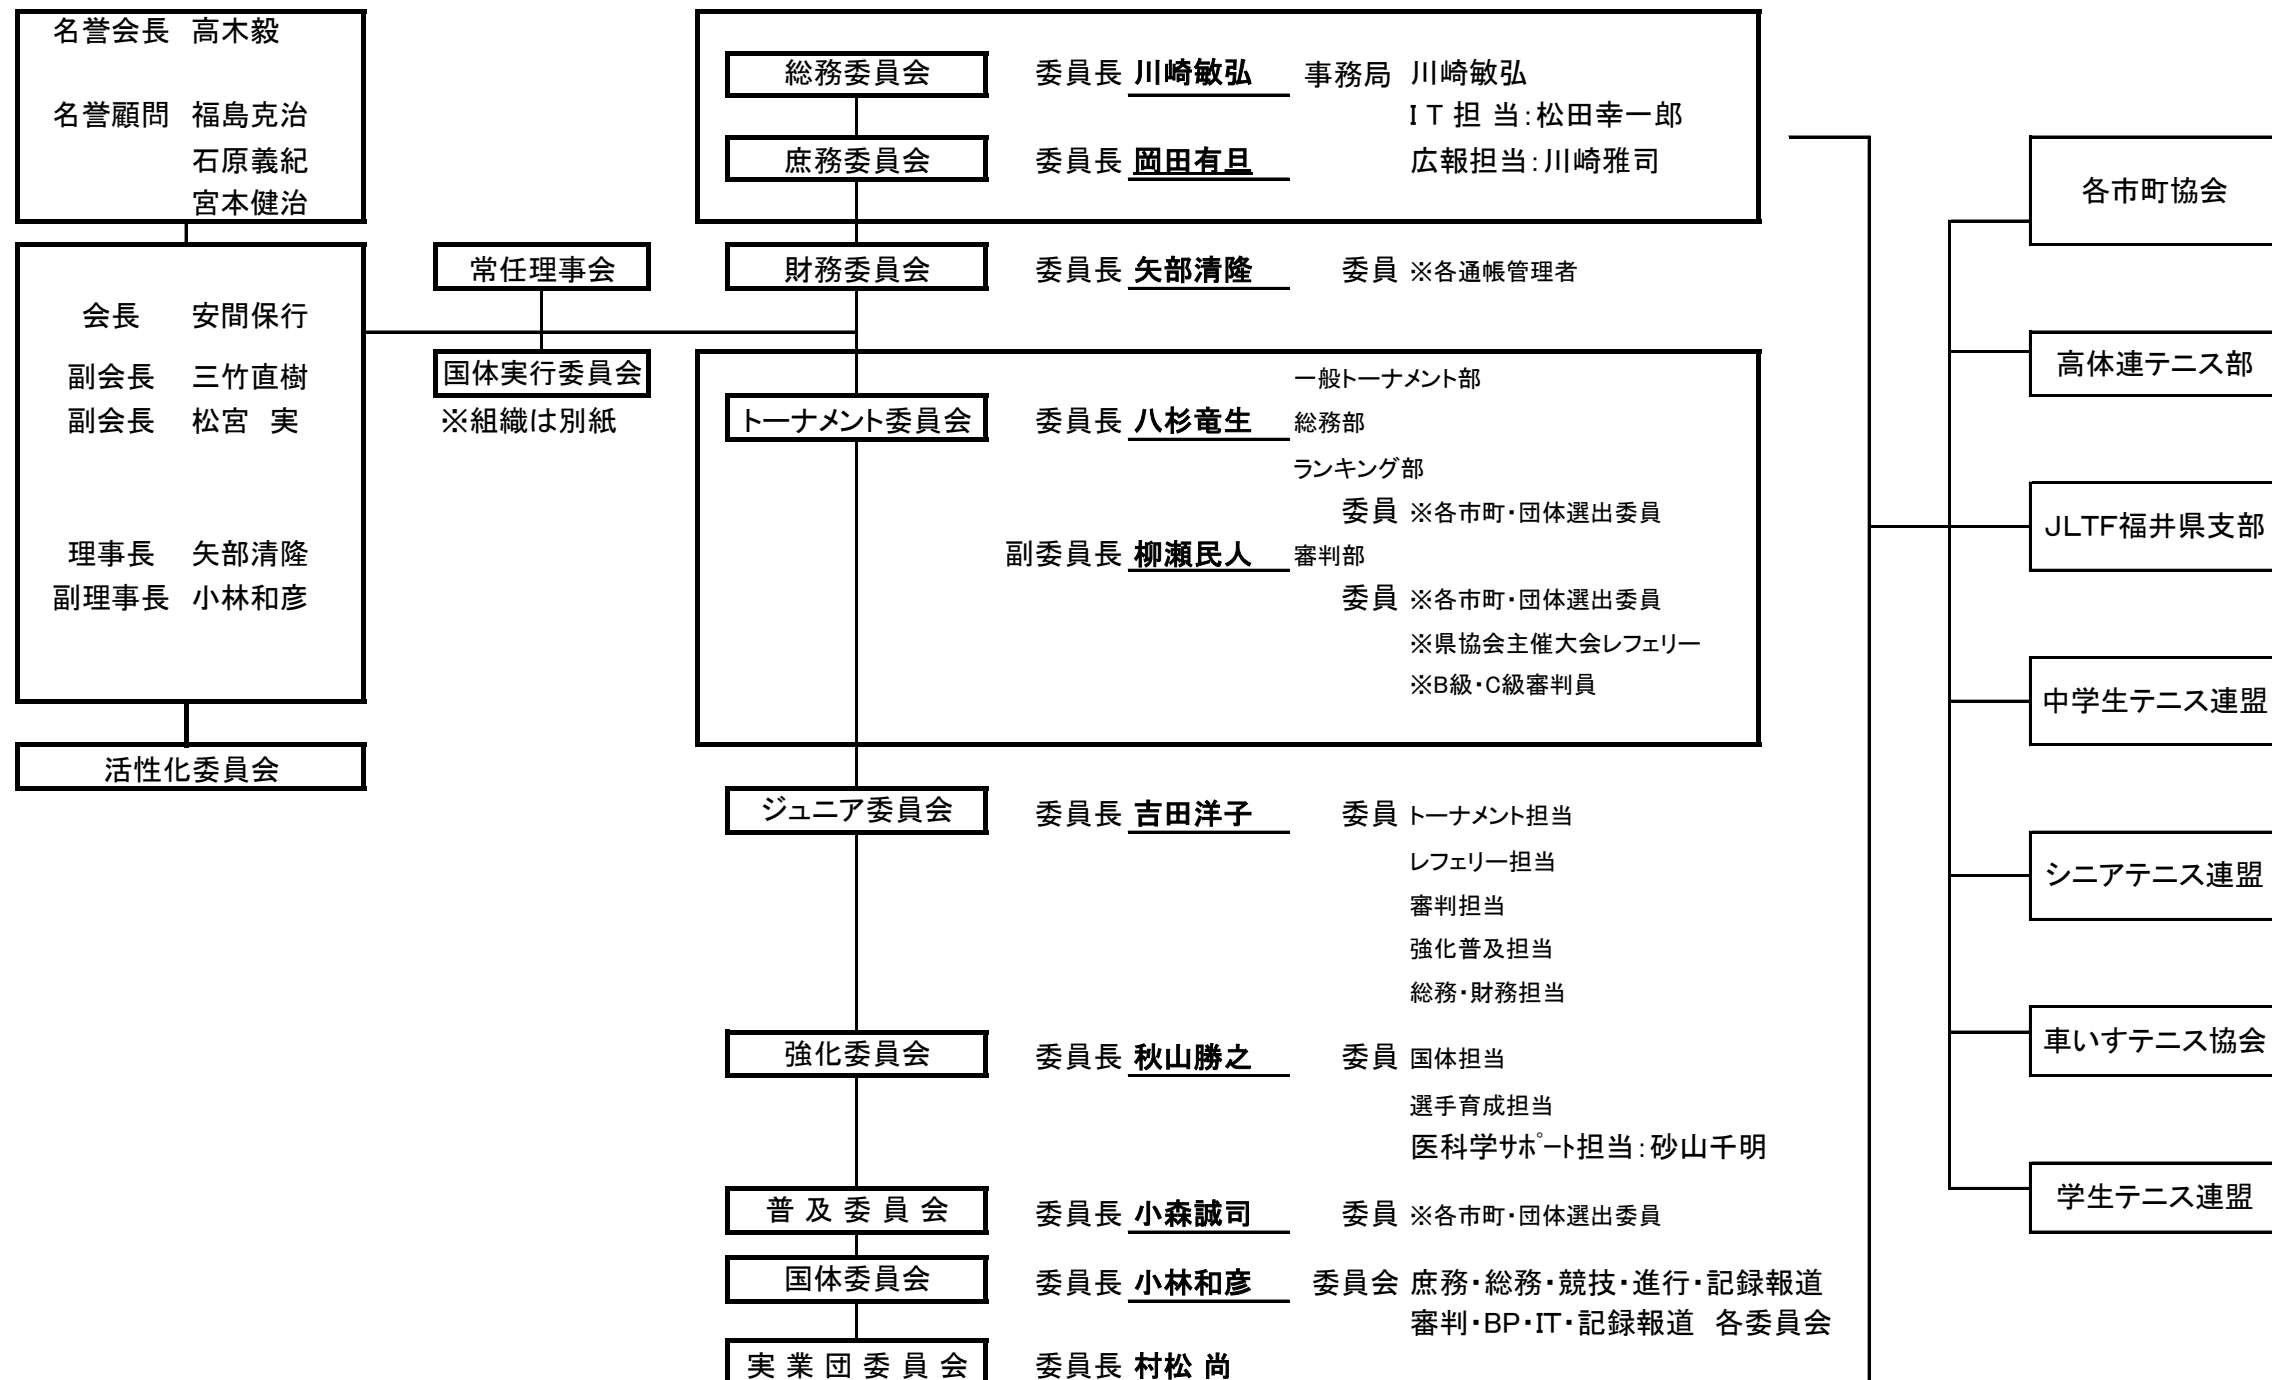 名誉会長 高木毅
名誉顧問 福島克治
石原義紀
宮本健治
会長 安間保行
副会長 三竹直樹
副会長 松宮 実
理事長 矢部清隆
副理事長 小林和彦
活性化委員会
常任理事会
国体実行委員会
※組織は別紙
総務委員会 委員長 川崎敏弘 事務局 川崎敏弘
IT担当:松田幸一郎
庶務委員会 委員長 岡田有旦 広報担当:川崎雅司
財務委員会 委員長 矢部清隆 委員 ※各通帳管理者
一般トーナメント部
トーナメント委員会 委員長 八杉竜生 総務部
ランキング部
委員 ※各市町・団体選出委員
副委員長 柳瀬民人 審判部
委員 ※各市町・団体選出委員
※県協会主催大会レフェリー
※B級・C級審判員
ジュニア委員会 委員長 吉田洋子 委員 トーナメント担当
レフェリー担当
審判担当
強化普及担当
総務・財務担当
強化委員会 委員長 秋山勝之 委員 国体担当
選手育成担当
医科学ｻﾎﾟｰﾄ担当:砂山千明
普及委員会 委員長 小森誠司 委員 ※各市町・団体選出委員
国体委員会 委員長 小林和彦 委員会 庶務・総務・競技・進行・記録報道
審判・BP・IT・記録報道 各委員会
実業団委員会 委員長 村松 尚
各市町協会
高体連テニス部
JLTF福井県支部
中学生テニス連盟
シニアテニス連盟
車いすテニス協会
学生テニス連盟